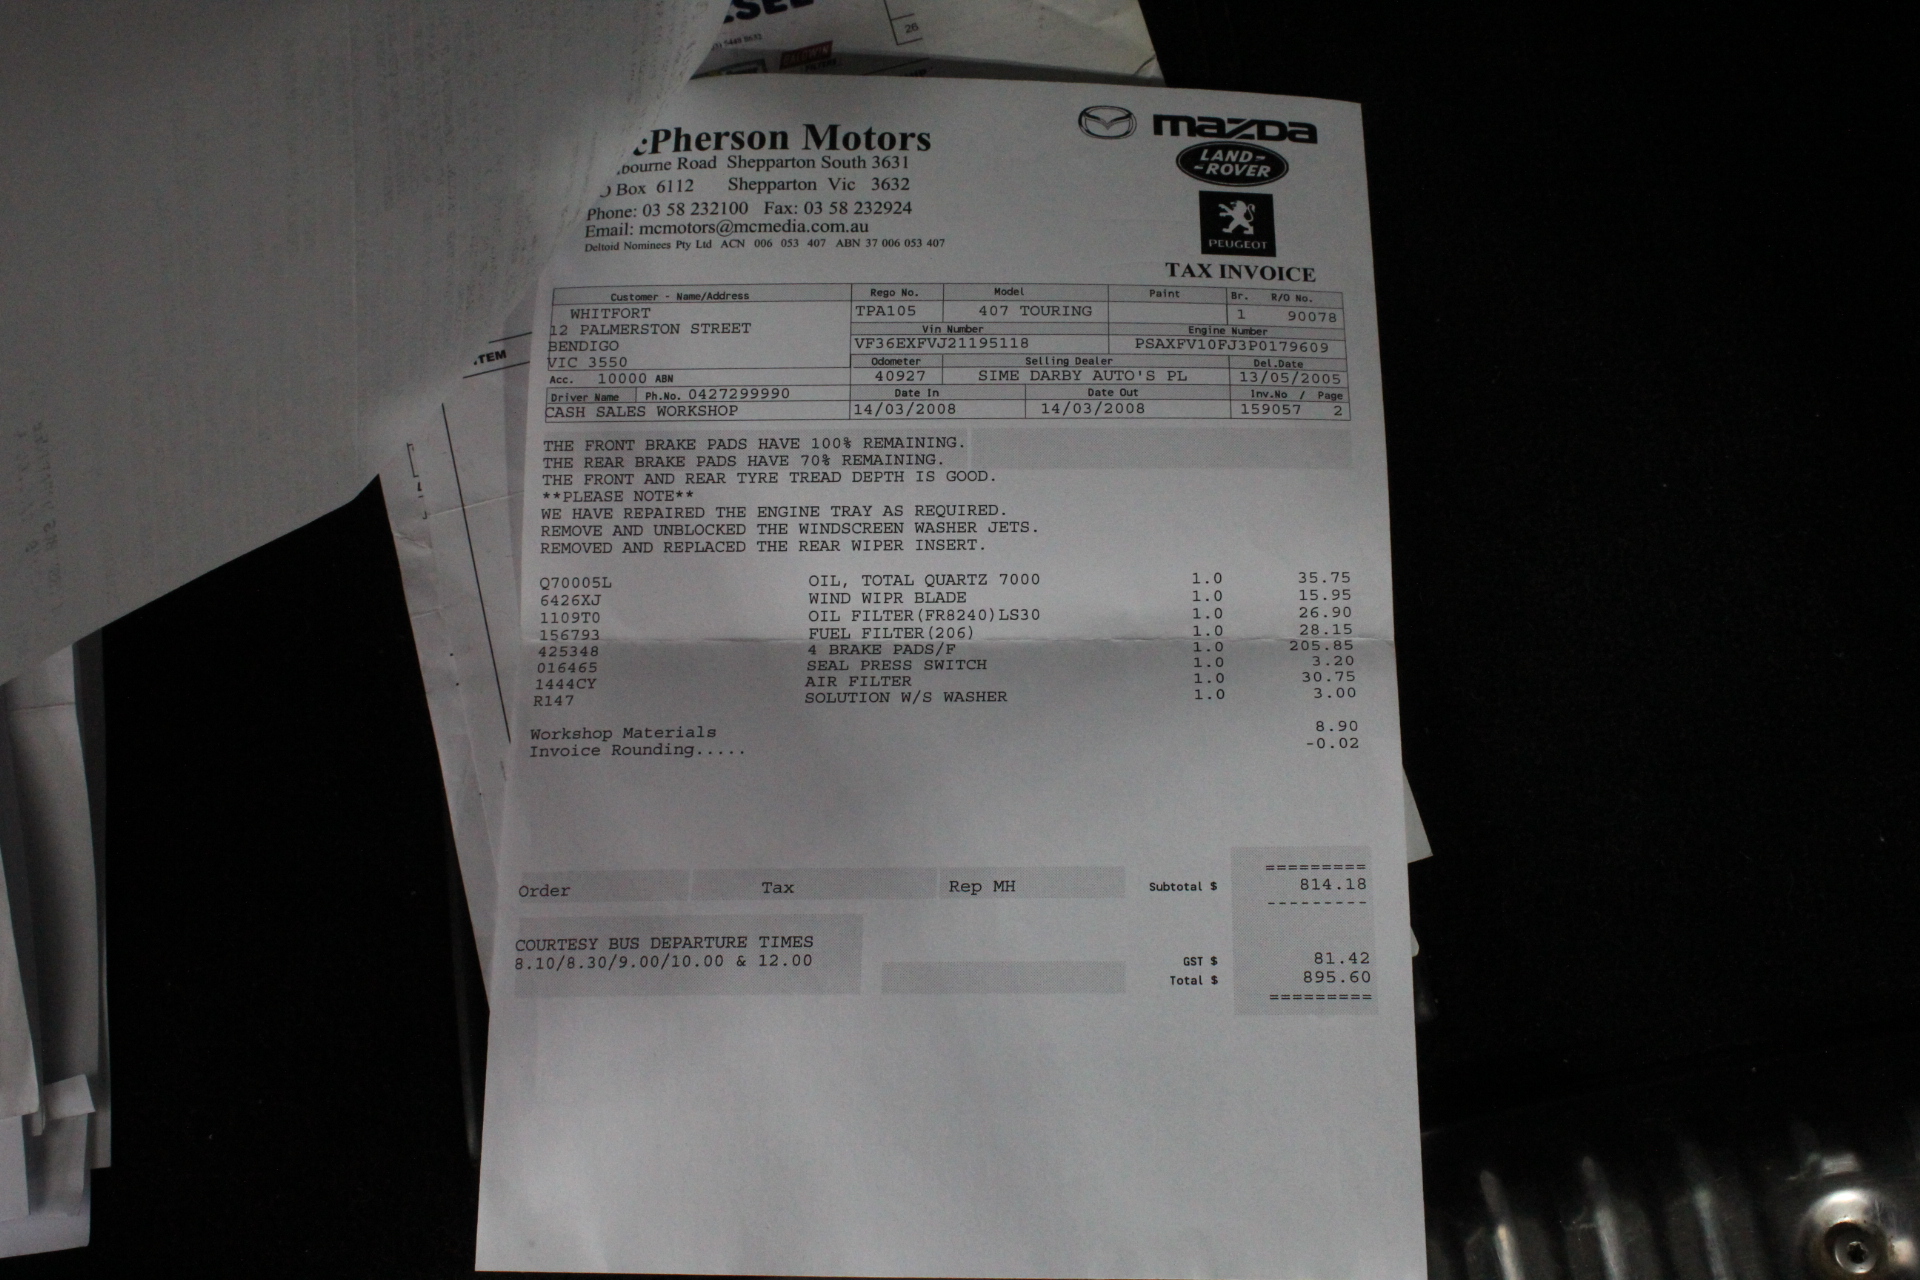 SEL
26
cPherson Motors
bourne Road Shepparton South 3631
O Box 6112 Shepparton Vic 3632
Phone: 03 58 232100 Fax: 03 58 232924
Email: mcmotors@mcmedia.com.au
Deltoid Nominees Pty Ltd ACN 006 053 407 ABN 37 006 053 407
mazda
LAND-
-ROVER
PEUGEOT
TAX INVOICE
Customer - Name/Address Rego No. Model Paint Br. R/O No.
WHITFORT TPA105 407 TOURING 1 90078
12 PALMERSTON STREET Vin Number Engine Number
BENDIGO VF36EXFVJ21195118 PSAXFV10FJ3P0179609
VIC 3550 Odometer Selling Dealer Del.Date
Acc. 10000 ABN 40927 SIME DARBY AUTO'S PL 13/05/2005
Driver Name Ph.No. 0427299990 Date In Date Out Inv.No / Page
CASH SALES WORKSHOP 14/03/2008 14/03/2008 159057 2
.TEM
THE FRONT BRAKE PADS HAVE 100% REMAINING.
THE REAR BRAKE PADS HAVE 70% REMAINING.
THE FRONT AND REAR TYRE TREAD DEPTH IS GOOD.
**PLEASE NOTE**
WE HAVE REPAIRED THE ENGINE TRAY AS REQUIRED.
REMOVE AND UNBLOCKED THE WINDSCREEN WASHER JETS.
REMOVED AND REPLACED THE REAR WIPER INSERT.
Q70005L OIL, TOTAL QUARTZ 7000 1.0 35.75
6426XJ WIND WIPR BLADE 1.0 15.95
1109T0 OIL FILTER(FR8240)LS30 1.0 26.90
156793 FUEL FILTER(206) 1.0 28.15
425348 4 BRAKE PADS/F 1.0 205.85
016465 SEAL PRESS SWITCH 1.0 3.20
1444CY AIR FILTER 1.0 30.75
R147 SOLUTION W/S WASHER 1.0 3.00
Workshop Materials 8.90
Invoice Rounding..... -0.02
=========
Order Tax Rep MH Subtotal $ 814.18
---------
COURTESY BUS DEPARTURE TIMES
8.10/8.30/9.00/10.00 & 12.00 GST $ 81.42
Total $ 895.60
=========